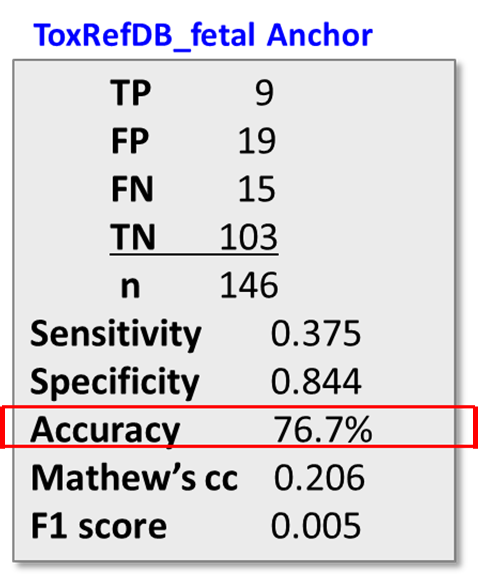 ToxRefDB_fetal Anchor
TP 9
FP 19
FN 15
TN 103
n 146
Sensitivity 0.375
Specificity 0.844
Accuracy 76.7%
Mathew's cc 0.206
F1 score 0.005